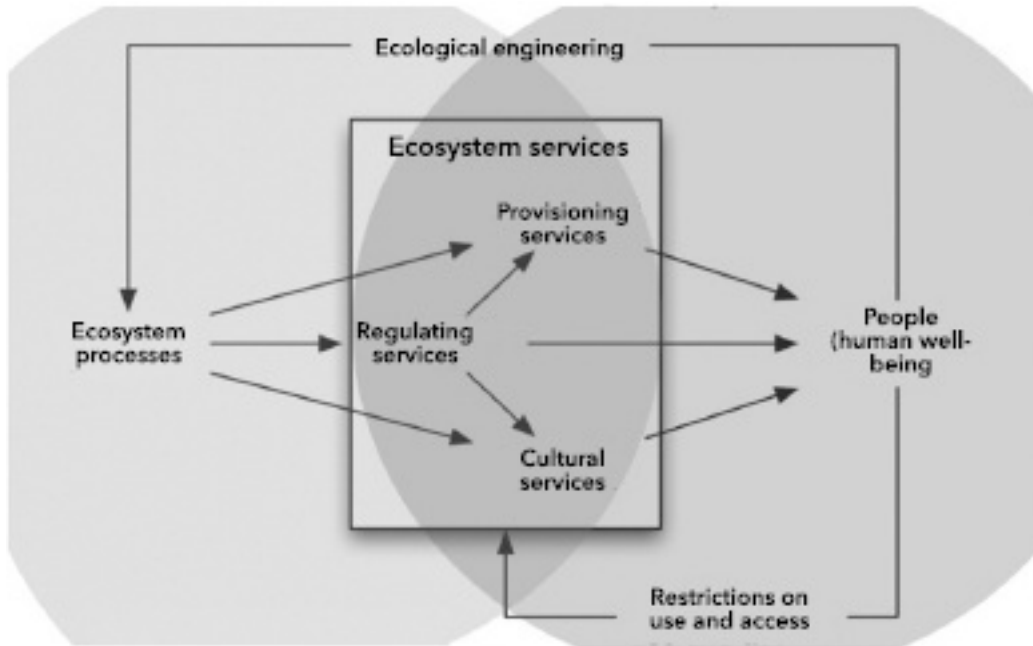 Ecological engineering
Ecosystem services
Provisioning
services
Ecosystem
processes
Regulating
services
People
(human well-
being
Cultural
services
Restrictions on
use and access